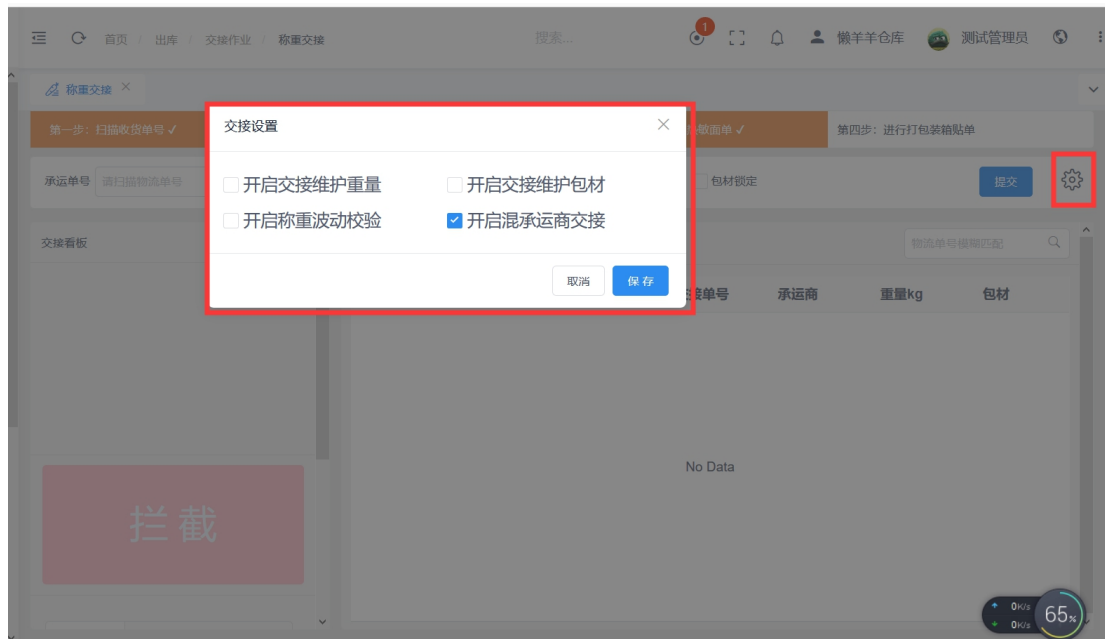 首页 / 出库 / 交接作业 / 称重交接
搜索...
1
懒羊羊仓库
测试管理员
称重交接
第一步：扫描收货单号 ✓
热敏面单 ✓
第四步：进行打包装箱贴单
承运单号
请扫描物流单号
包材锁定
提交
交接看板
物流单号模糊匹配
交接设置
开启交接维护重量
开启交接维护包材
开启称重波动校验
开启混承运商交接
取消
保存
接单号
承运商
重量kg
包材
No Data
拦截
0K/s
0K/s
65%